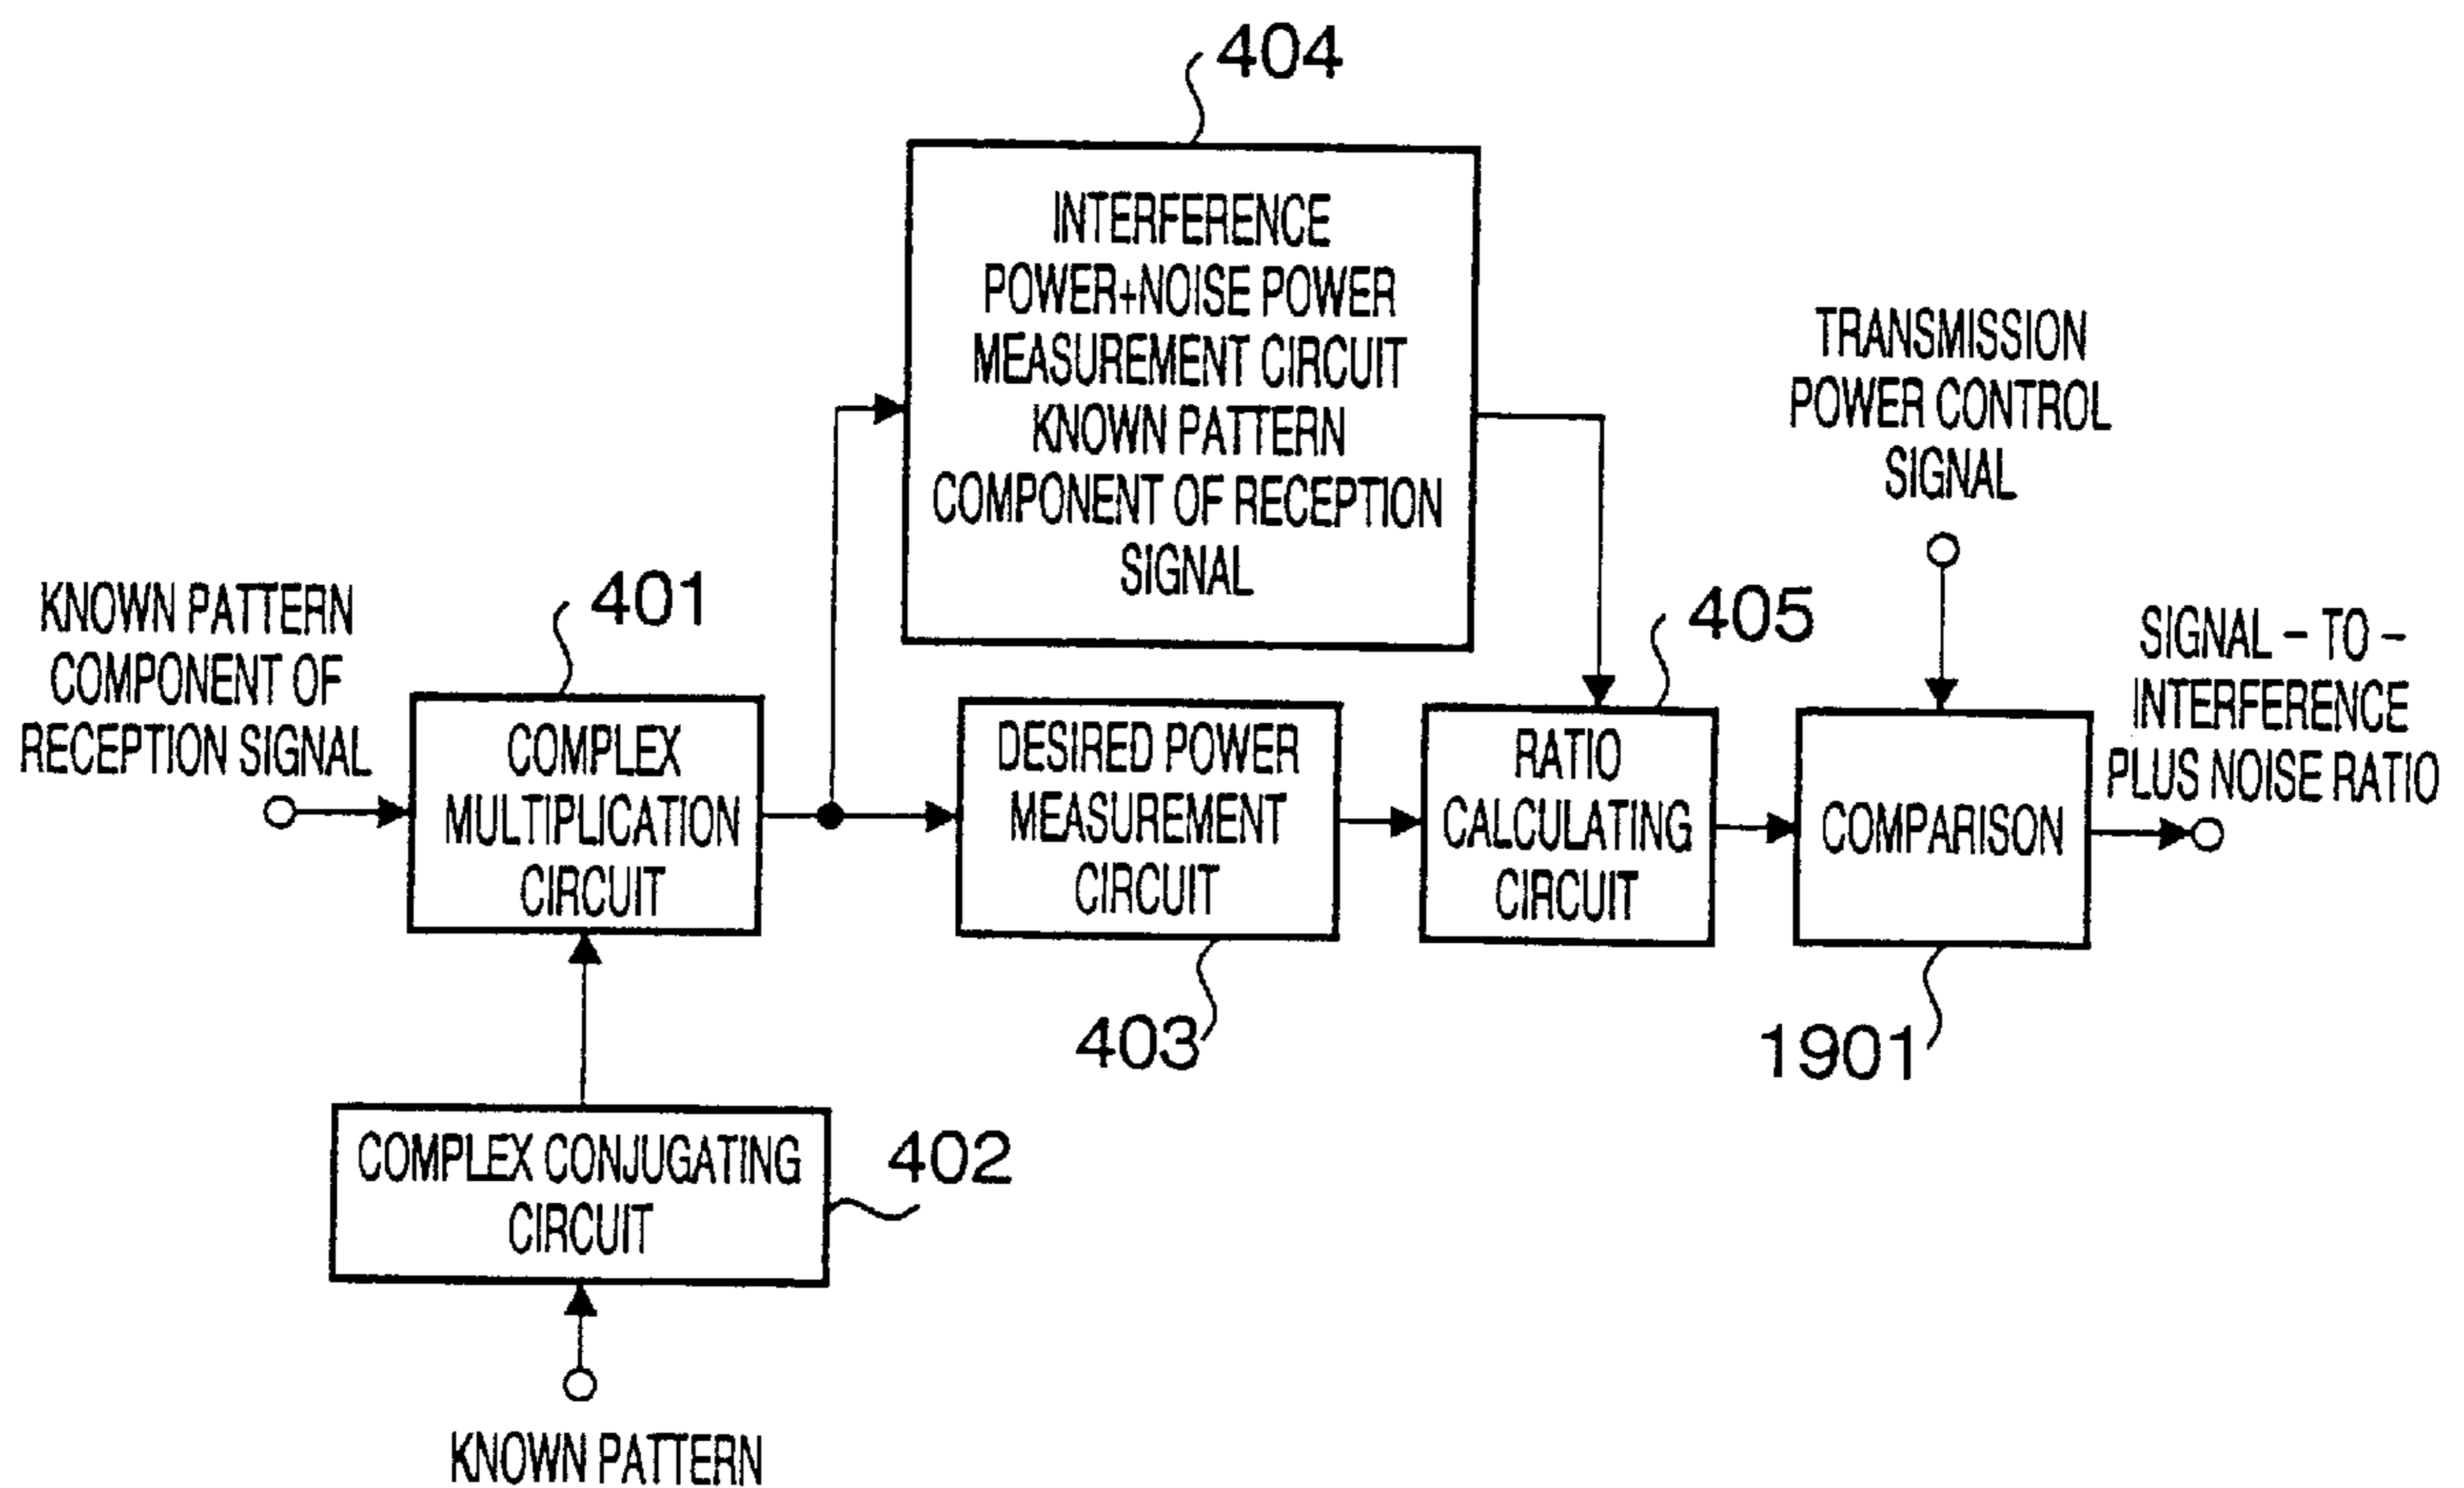 404
INTERFERENCE
POWER+NOISE POWER
MEASUREMENT CIRCUIT
KNOWN PATTERN
COMPONENT OF RECEPTION
SIGNAL
TRANSMISSION
POWER CONTROL
SIGNAL
KNOWN PATTERN
COMPONENT OF
RECEPTION SIGNAL
401
COMPLEX
MULTIPLICATION
CIRCUIT
DESIRED POWER
MEASUREMENT
CIRCUIT
403
405
RATIO
CALCULATING
CIRCUIT
COMPARISON
1901
SIGNAL – TO –
INTERFERENCE
PLUS NOISE RATIO
COMPLEX CONJUGATING
CIRCUIT
402
KNOWN PATTERN